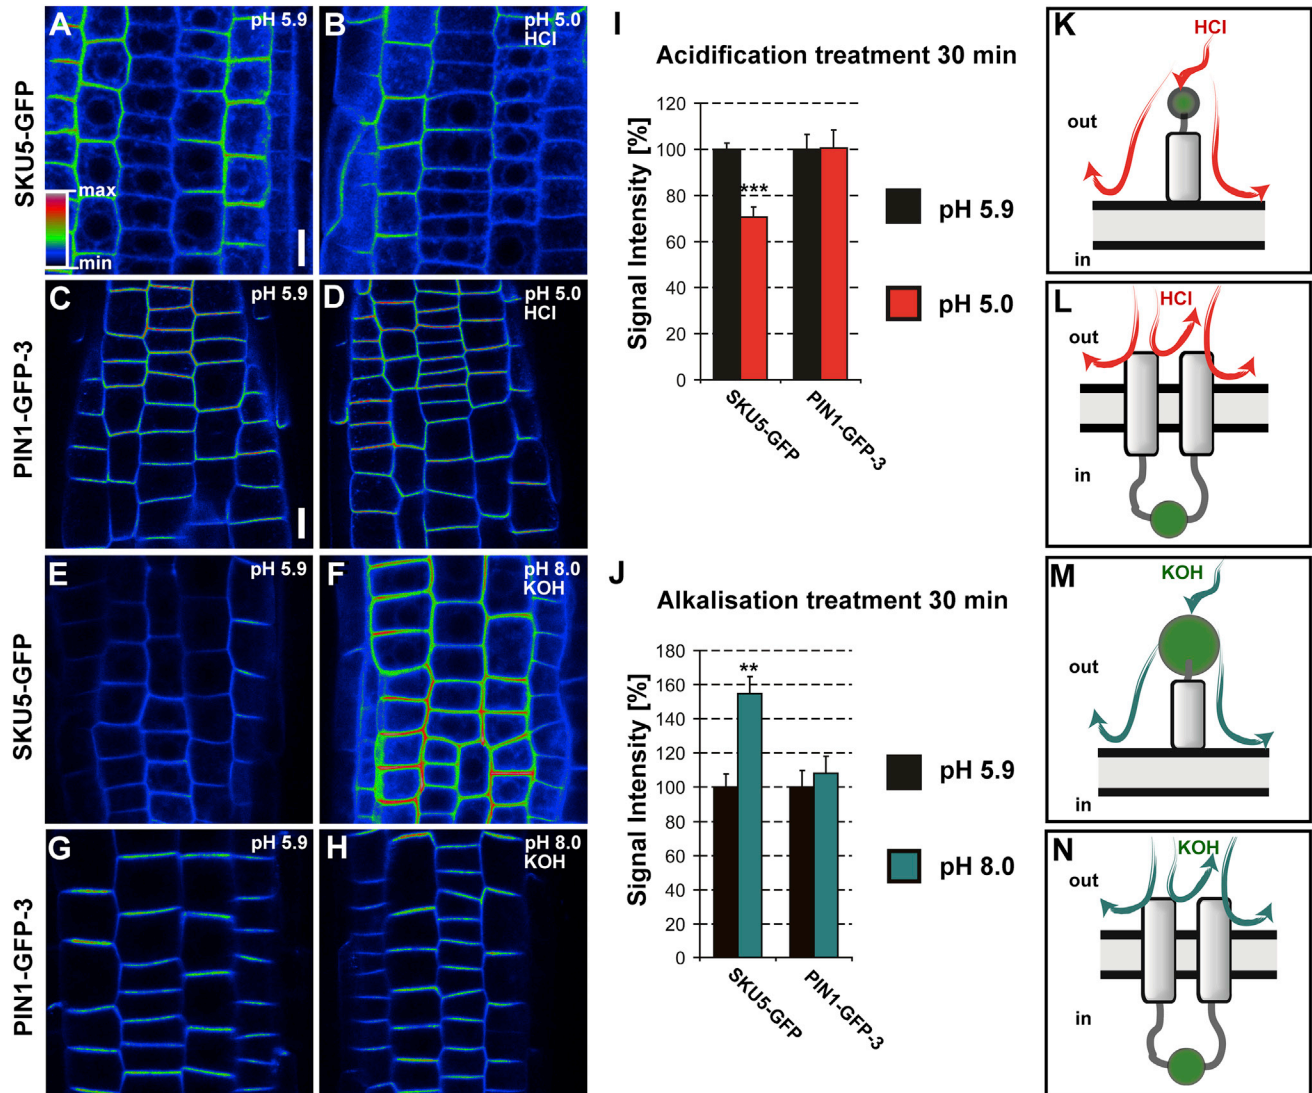 A
pH 5.9
B
pH 5.0
HCl
SKU5-GFP
max
min
C
pH 5.9
D
pH 5.0
HCl
PIN1-GFP-3
E
pH 5.9
F
pH 8.0
KOH
SKU5-GFP
G
pH 5.9
H
pH 8.0
KOH
PIN1-GFP-3
I
Acidification treatment 30 min
Signal Intensity [%]
120
100
80
60
40
20
0
***
SKU5-GFP
PIN1-GFP-3
pH 5.9
pH 5.0
J
Alkalisation treatment 30 min
Signal Intensity [%]
180
160
140
120
100
80
60
40
20
0
**
SKU5-GFP
PIN1-GFP-3
pH 5.9
pH 8.0
K
HCl
out
in
L
HCl
out
in
M
KOH
out
in
N
KOH
out
in